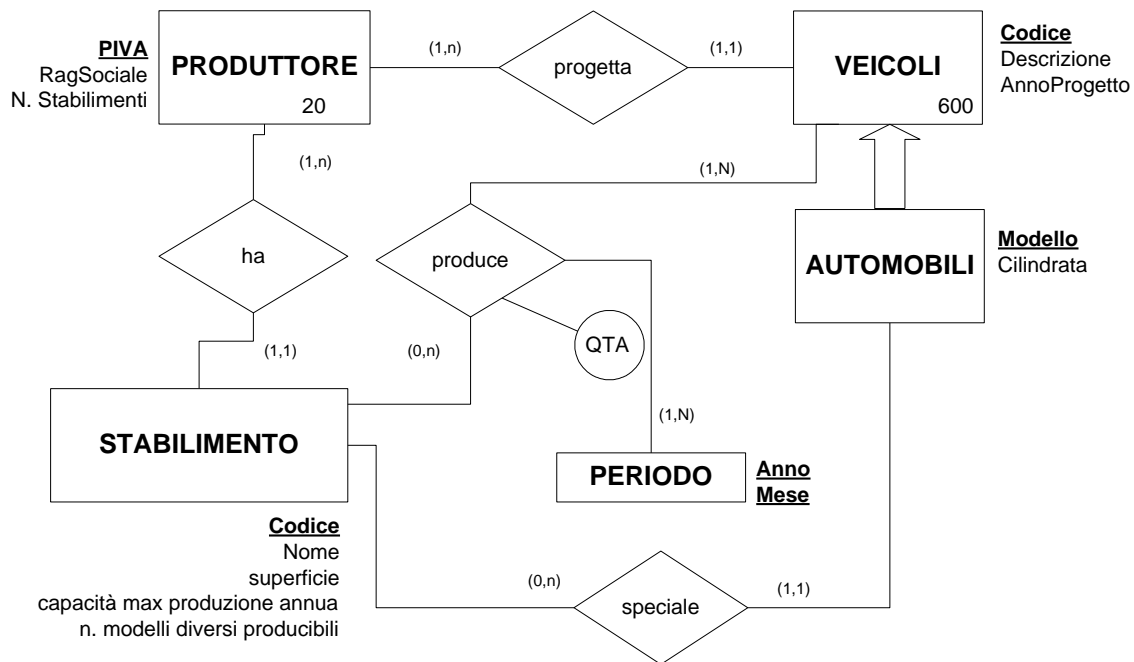 PIVA
RagSociale
N. Stabilimenti
PRODUTTORE
20
(1,n)
progetta
(1,1)
VEICOLI
600
Codice
Descrizione
AnnoProgetto
(1,n)
(1,N)
ha
produce
AUTOMOBILI
Modello
Cilindrata
(1,1)
(0,n)
QTA
(1,N)
STABILIMENTO
PERIODO
Anno
Mese
Codice
Nome
superficie
capacità max produzione annua
n. modelli diversi producibili
(0,n)
speciale
(1,1)